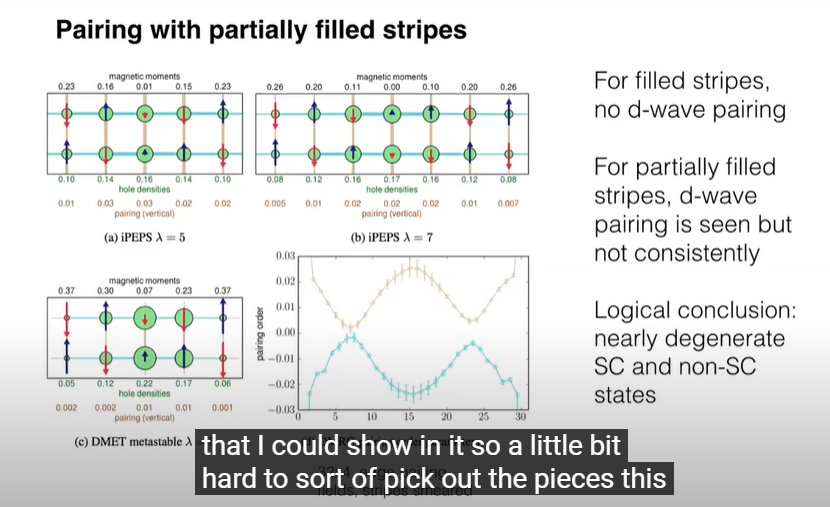 Pairing with partially filled stripes
magnetic moments
0.23 0.16 0.01 0.15 0.23
0.10 0.14 0.16 0.14 0.10
hole densities
0.01 0.03 0.03 0.02 0.02
pairing (vertical)
(a) iPEPS λ = 5
magnetic moments
0.26 0.20 0.11 0.00 0.10 0.20 0.26
0.08 0.12 0.16 0.17 0.16 0.12 0.08
hole densities
0.005 0.01 0.02 0.02 0.02 0.01 0.007
pairing (vertical)
(b) iPEPS λ = 7
magnetic moments
0.37 0.30 0.07 0.23 0.37
0.05 0.12 0.22 0.17 0.06
hole densities
0.002 0.002 0.01 0.01 0.001
pairing (vertical)
(c) DMET metastable λ
pairing order
0.03
0.02
0.01
0.00
−0.01
−0.02
−0.03
0 5 10 15 20 25 30
For filled stripes,
no d-wave pairing
For partially filled
stripes, d-wave
pairing is seen but
not consistently
Logical conclusion:
nearly degenerate
SC and non-SC
states
that I could show in it so a little bit
hard to sort of pick out the pieces this
stripes smeared